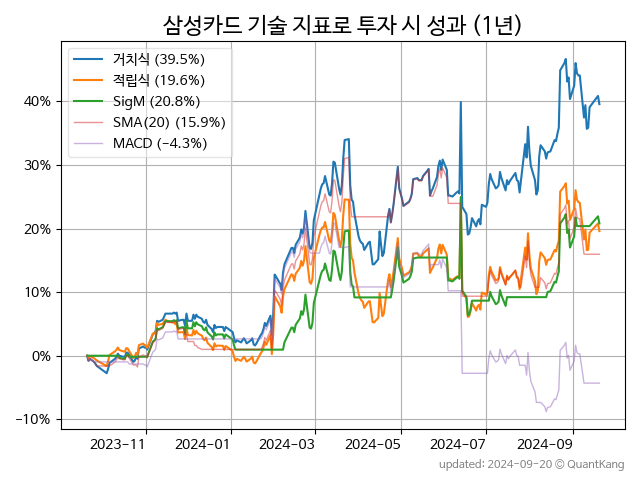 삼성카드 기술 지표로 투자 시 성과 (1년)
거치식 (39.5%)
적립식 (19.6%)
SigM (20.8%)
SMA(20) (15.9%)
MACD (−4.3%)
40%
30%
20%
10%
0%
−10%
2023-11 2024-01 2024-03 2024-05 2024-07 2024-09
updated: 2024-09-20 © QuantKang